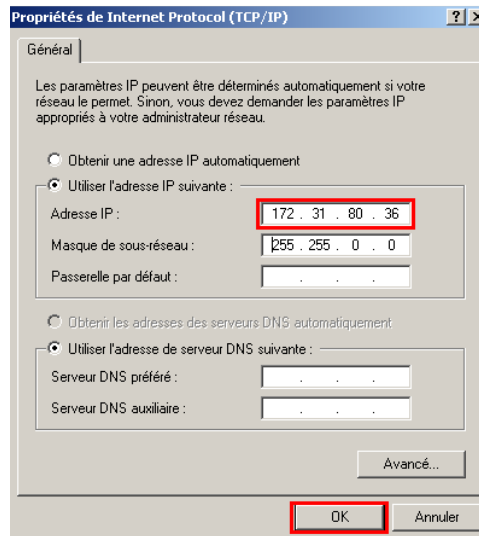 Propriétés de Internet Protocol (TCP/IP)
Général
Les paramètres IP peuvent être déterminés automatiquement si votre
réseau le permet. Sinon, vous devez demander les paramètres IP
appropriés à votre administrateur réseau.
Obtenir une adresse IP automatiquement
Utiliser l'adresse IP suivante :
Adresse IP : 172 . 31 . 80 . 36
Masque de sous-réseau : 255 . 255 . 0 . 0
Passerelle par défaut : . . .
Obtenir les adresses des serveurs DNS automatiquement
Utiliser l'adresse de serveur DNS suivante :
Serveur DNS préféré : . . .
Serveur DNS auxiliaire : . . .
Avancé...
OK Annuler